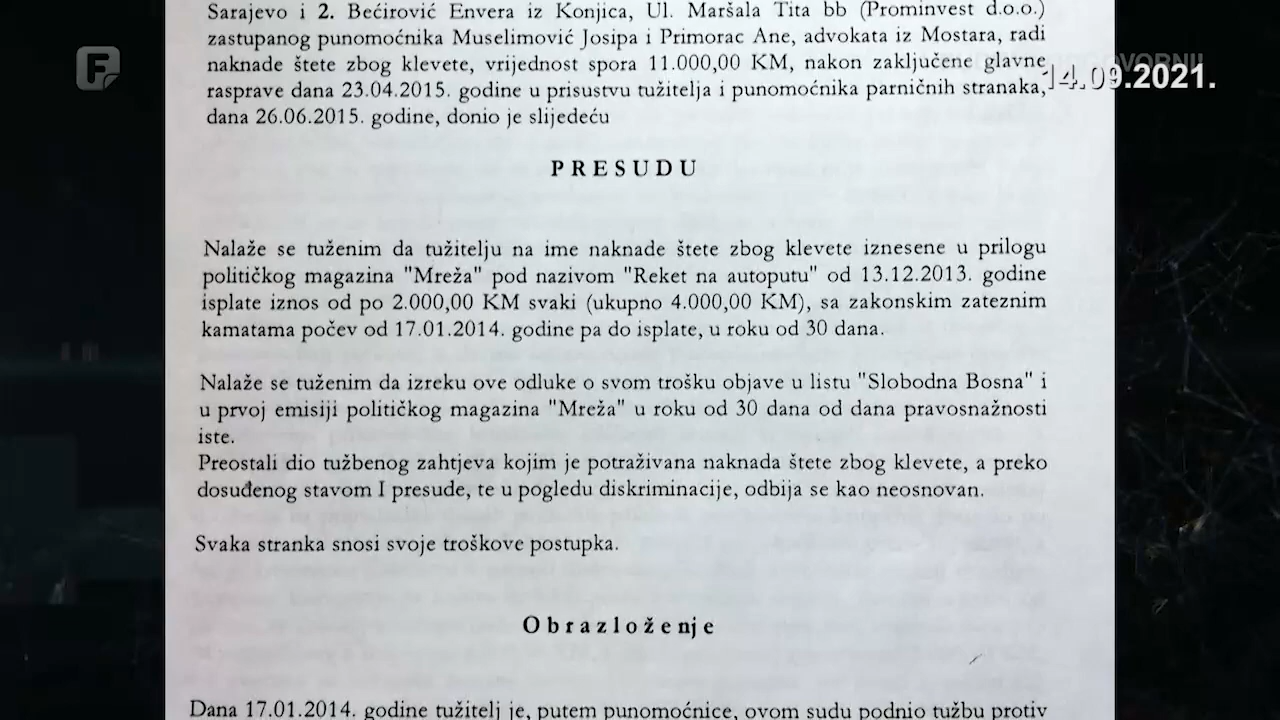 Sarajevo i 2. Bećirović Envera iz Konjica, Ul. Maršala Tita bb (Prominvest d.o.o.)
zastupanog punomoćnika Muselimović Josipa i Primorac Ane, advokata iz Mostara, radi
naknade štete zbog klevete, vrijednost spora 11.000,00 KM, nakon zaključene glavne
rasprave dana 23.04.2015. godine u prisustvu tužitelja i punomoćnika parničnih stranaka,
dana 26.06.2015. godine, donio je slijedeću
14.09.2021.
P R E S U D U
Nalaže se tuženim da tužitelju na ime naknade štete zbog klevete iznesene u prilogu
političkog magazina "Mreža" pod nazivom "Reket na autoputu" od 13.12.2013. godine
isplate iznos od po 2.000,00 KM svaki (ukupno 4.000,00 KM), sa zakonskim zateznim
kamatama počev od 17.01.2014. godine pa do isplate, u roku od 30 dana.
Nalaže se tuženim da izreku ove odluke o svom trošku objave u listu "Slobodna Bosna" i
u prvoj emisiji političkog magazina "Mreža" u roku od 30 dana od dana pravosnažnosti
iste.
Preostali dio tužbenog zahtjeva kojim je potraživana naknada štete zbog klevete, a preko
dosuđenog stavom I presude, te u pogledu diskriminacije, odbija se kao neosnovan.
Svaka stranka snosi svoje troškove postupka.
O b r a z l o ž e nj e
Dana 17.01.2014. godine tužitelj je, putem punomoćnice, ovom sudu podnio tužbu protiv